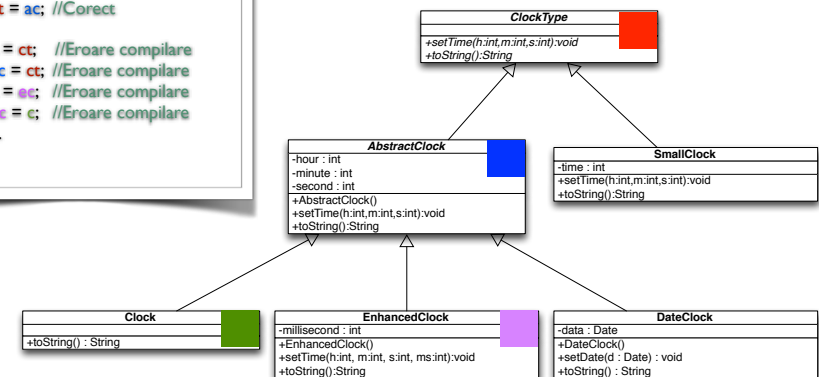 t = ac; //Corect
= ct; //Eroare compilare
c = ct; //Eroare compilare
= ec; //Eroare compilare
c = c; //Eroare compilare
ClockType
+setTime(h:int,m:int,s:int):void
+toString():String
AbstractClock
-hour : int
-minute : int
-second : int
+AbstractClock()
+setTime(h:int,m:int,s:int):void
+toString():String
SmallClock
-time : int
+setTime(h:int,m:int,s:int):void
+toString():String
Clock
+toString() : String
EnhancedClock
-millisecond : int
+EnhancedClock()
+setTime(h:int, m:int, s:int, ms:int):void
+toString():String
DateClock
-data : Date
+DateClock()
+setDate(d : Date) : void
+toString() : String